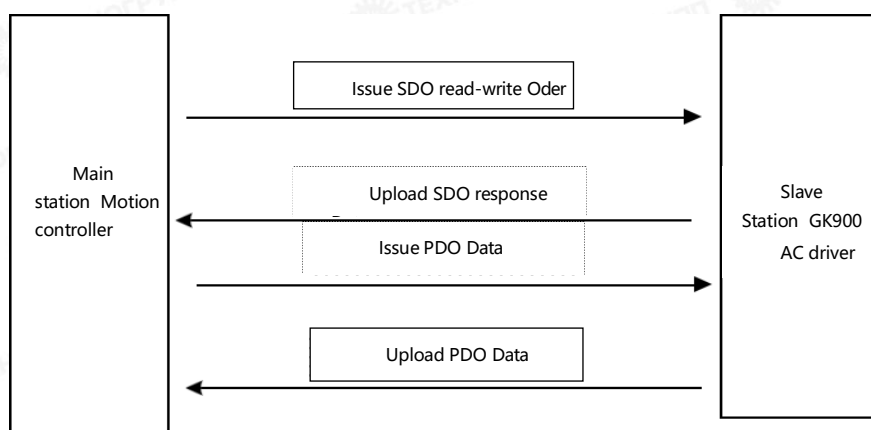 Issue SDO read-write Oder
Main
station Motion
controller
Upload SDO response
Slave
Station GK900
AC driver
Issue PDO Data
Upload PDO Data